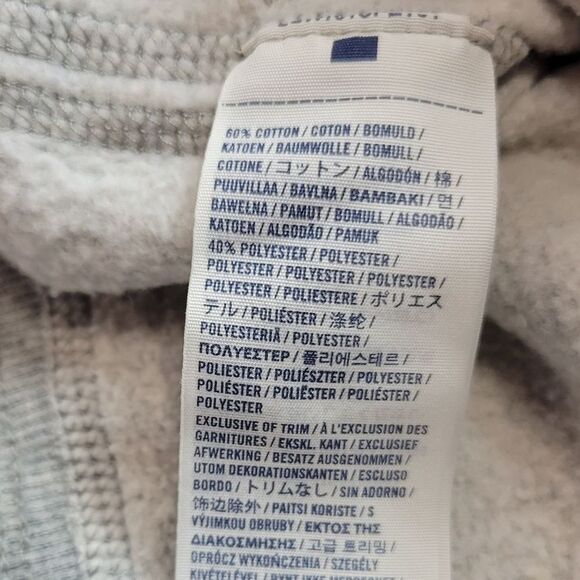 60% COTTON / COTON / BOMULD /
KATOEN / BAUMWOLLE / BOMULL /
COTONE / コットン / ALGODÓN / 棉 /
PUUVILLAA / BAVLNA / BAMBAKI / 면 /
BAWEŁNA / PAMUT / BOMULL / ALGODÃO /
KATOEN / ALGODÃO / PAMUK
40% POLYESTER / POLYESTER /
POLYESTER / POLYESTER / POLYESTER /
POLYESTER / POLIESTERE / ポリエス
テル / POLIÉSTER / 涤纶 /
POLYESTERIÄ / POLYESTER /
ΠΟΛΥΕΣΤΕΡ / 폴리에스테르 /
POLIESTER / POLIÉSZTER / POLYESTER /
POLIÉSTER / POLIËSTER / POLIÉSTER /
POLYESTER
EXCLUSIVE OF TRIM / À L'EXCLUSION DES
GARNITURES / EKSKL. KANT / EXCLUSIEF
AFWERKING / BESATZ AUSGENOMMEN /
UTOM DEKORATIONSKANTEN / ESCLUSO
BORDO / トリムなし / SIN ADORNO /
饰边除外 / PAITSI KORISTE / S
VÝJIMKOU OBRUBY / ΕΚΤΟΣ ΤΗΣ
ΔΙΑΚΟΣΜΗΣΗΣ / 고급 트리밍 /
OPRÓCZ WYKOŃCZENIA / SZEGÉLY
KIVÉTELÉVEL /